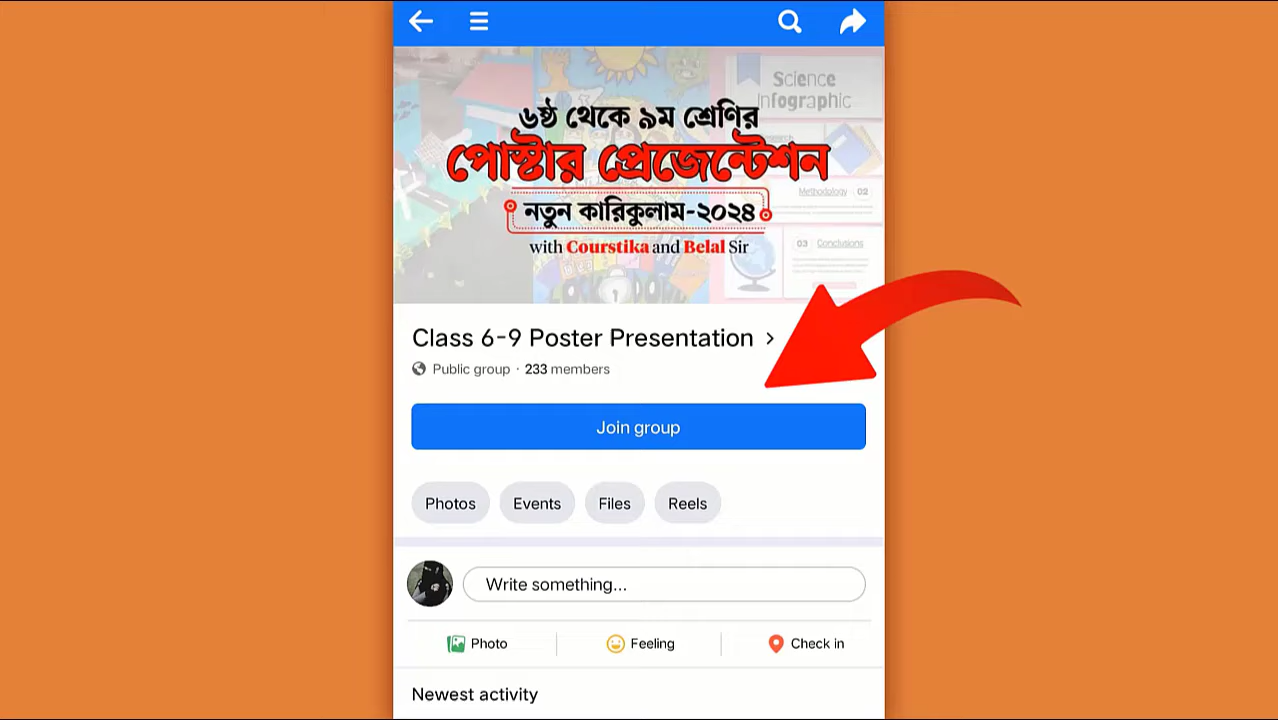 Science
Infographic
৬ষ্ঠ থেকে ৯ম শ্রেণির
পোস্টার প্রেজেন্টেশন
Methodology 02
নতুন কারিকুলাম-২০২৪
with Courstika and Belal Sir
03 Conclusions
Class 6-9 Poster Presentation
Public group · 233 members
Join group
Photos Events Files Reels
Write something...
Photo Feeling Check in
Newest activity